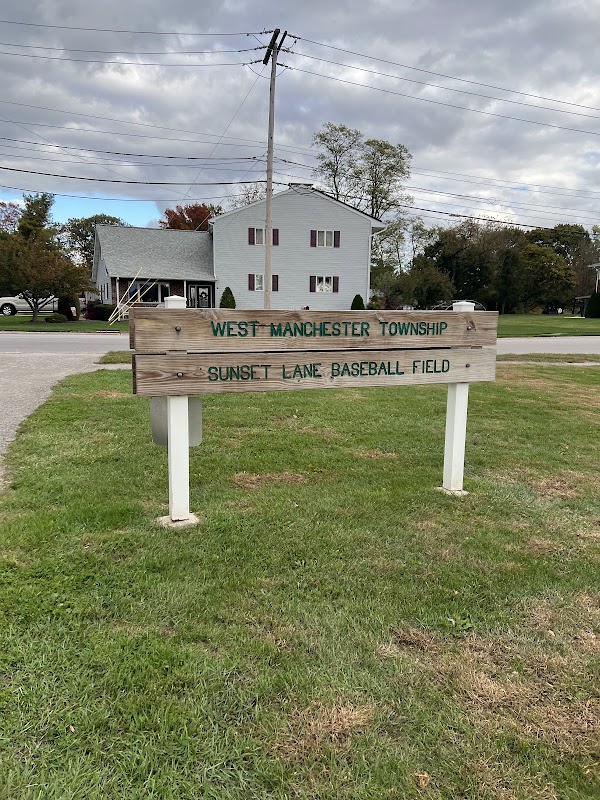 WEST MANCHESTER TOWNSHIP
SUNSET LANE BASEBALL FIELD